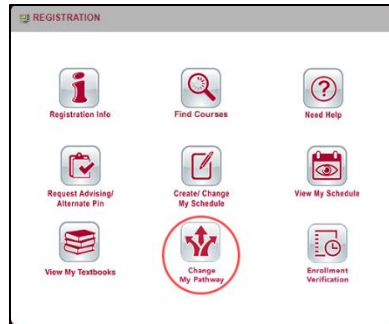 REGISTRATION
Registration Info
Find Courses
Need Help
Request Advising/
Alternate Pin
Create/ Change
My Schedule
View My Schedule
View My Textbooks
Change
My Pathway
Enrollment
Verification